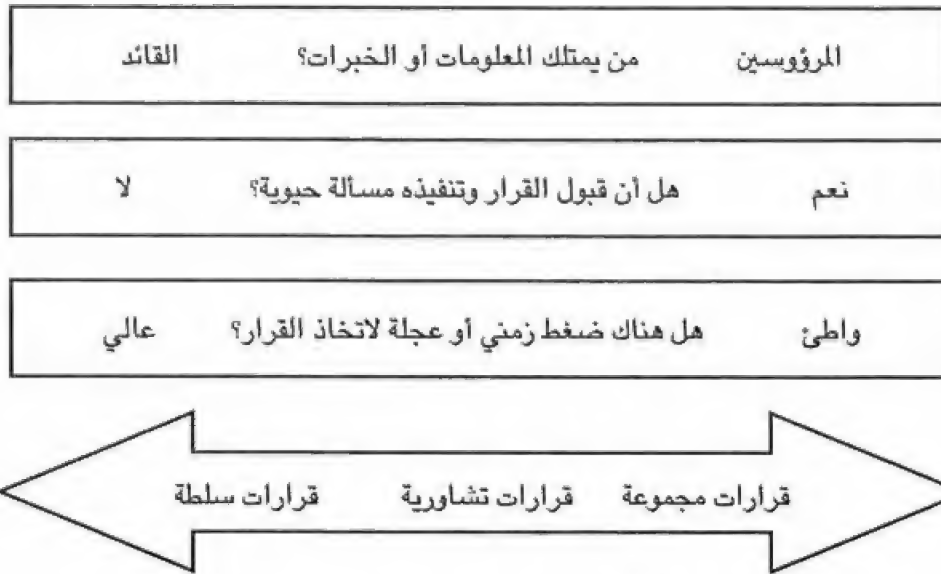 المرؤوسين من يمتلك المعلومات أو الخبرات؟ القائد
نعم هل أن قبول القرار وتنفيذه مسألة حيوية؟ لا
واطئ هل هناك ضغط زمني أو عجلة لاتخاذ القرار؟ عالي
قرارات مجموعة قرارات تشاورية قرارات سلطة